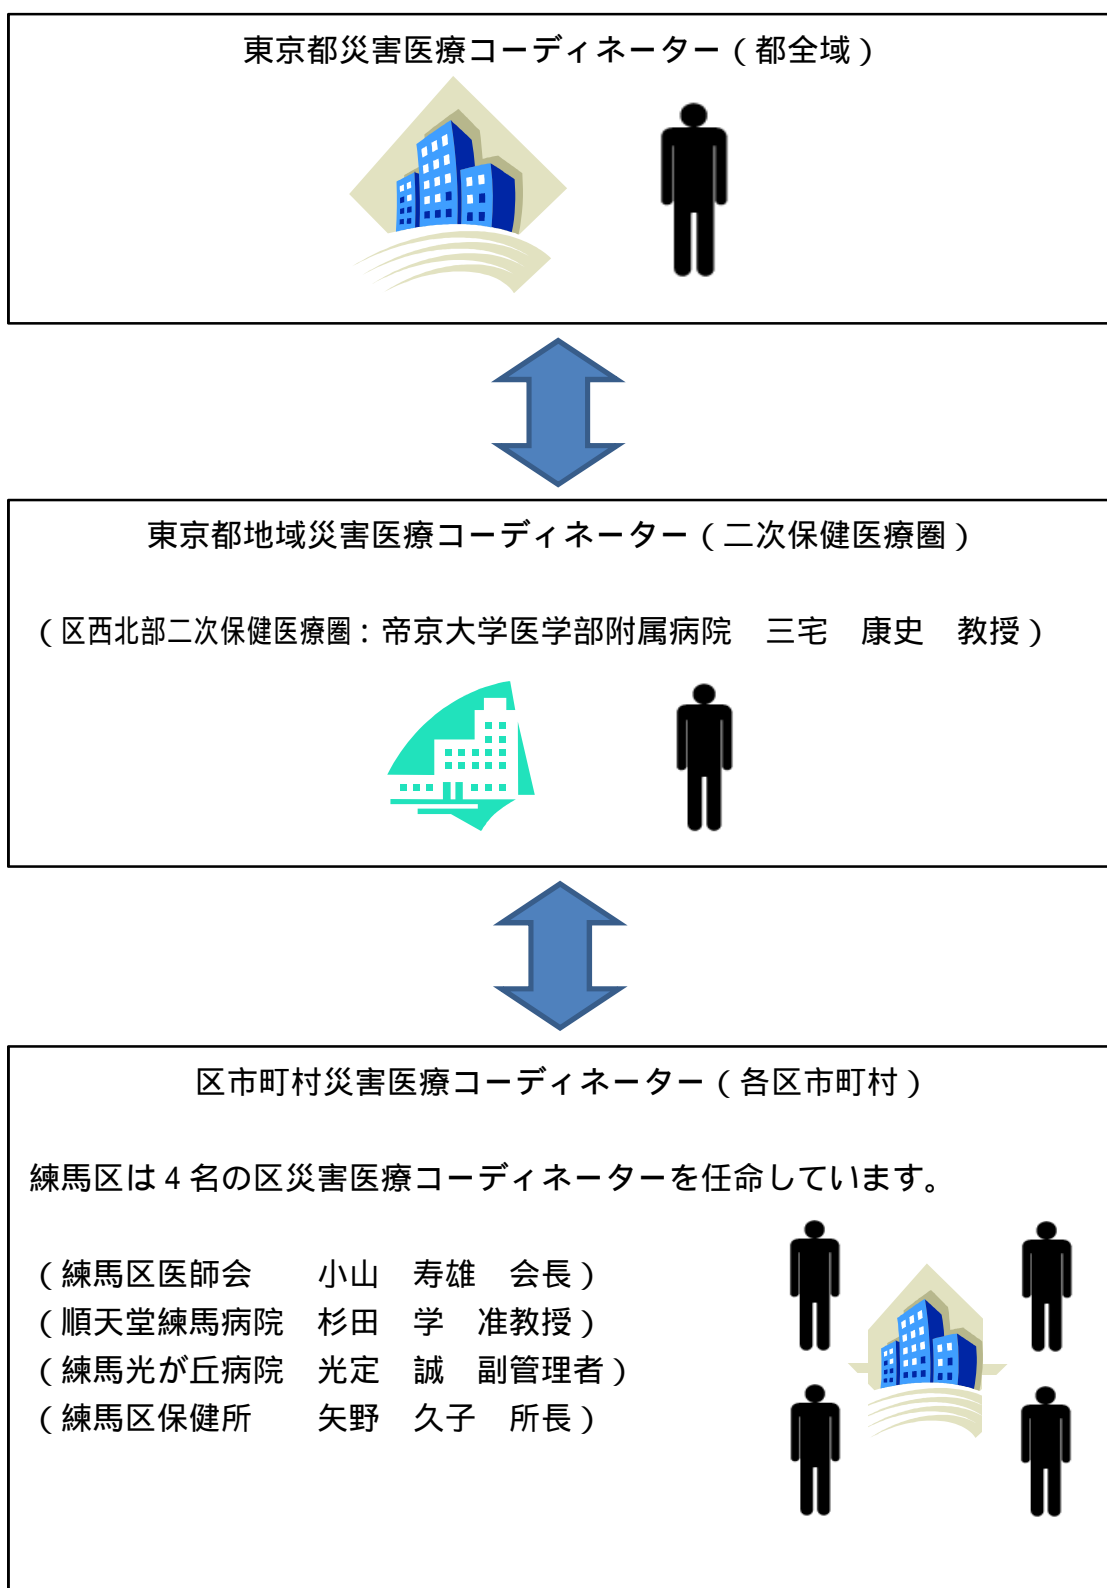 東京都災害医療コーディネーター（都全域）
東京都地域災害医療コーディネーター（二次保健医療圏）
（区西北部二次保健医療圏：帝京大学医学部附属病院　三宅　康史　教授）
区市町村災害医療コーディネーター（各区市町村）
練馬区は４名の区災害医療コーディネーターを任命しています。
（練馬区医師会　　小山　寿雄　会長）
（順天堂練馬病院　杉田　学　准教授）
（練馬光が丘病院　光定　誠　副管理者）
（練馬区保健所　　矢野　久子　所長）